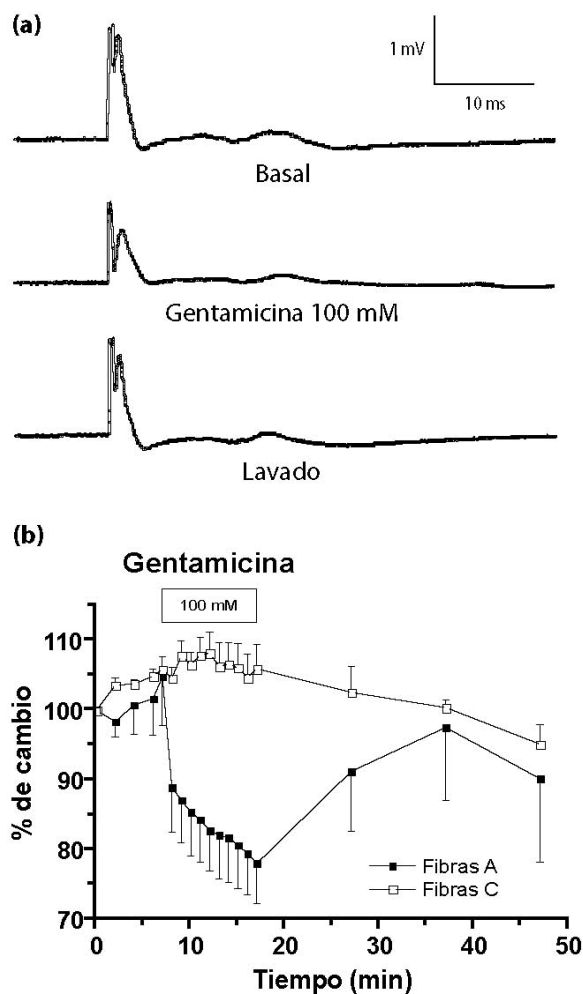 (a)
1 mV
10 ms
Basal
Gentamicina 100 mM
Lavado
(b)
Gentamicina
100 mM
110
100
90
80
70
% de cambio
Fibras A
Fibras C
0 10 20 30 40 50
Tiempo (min)